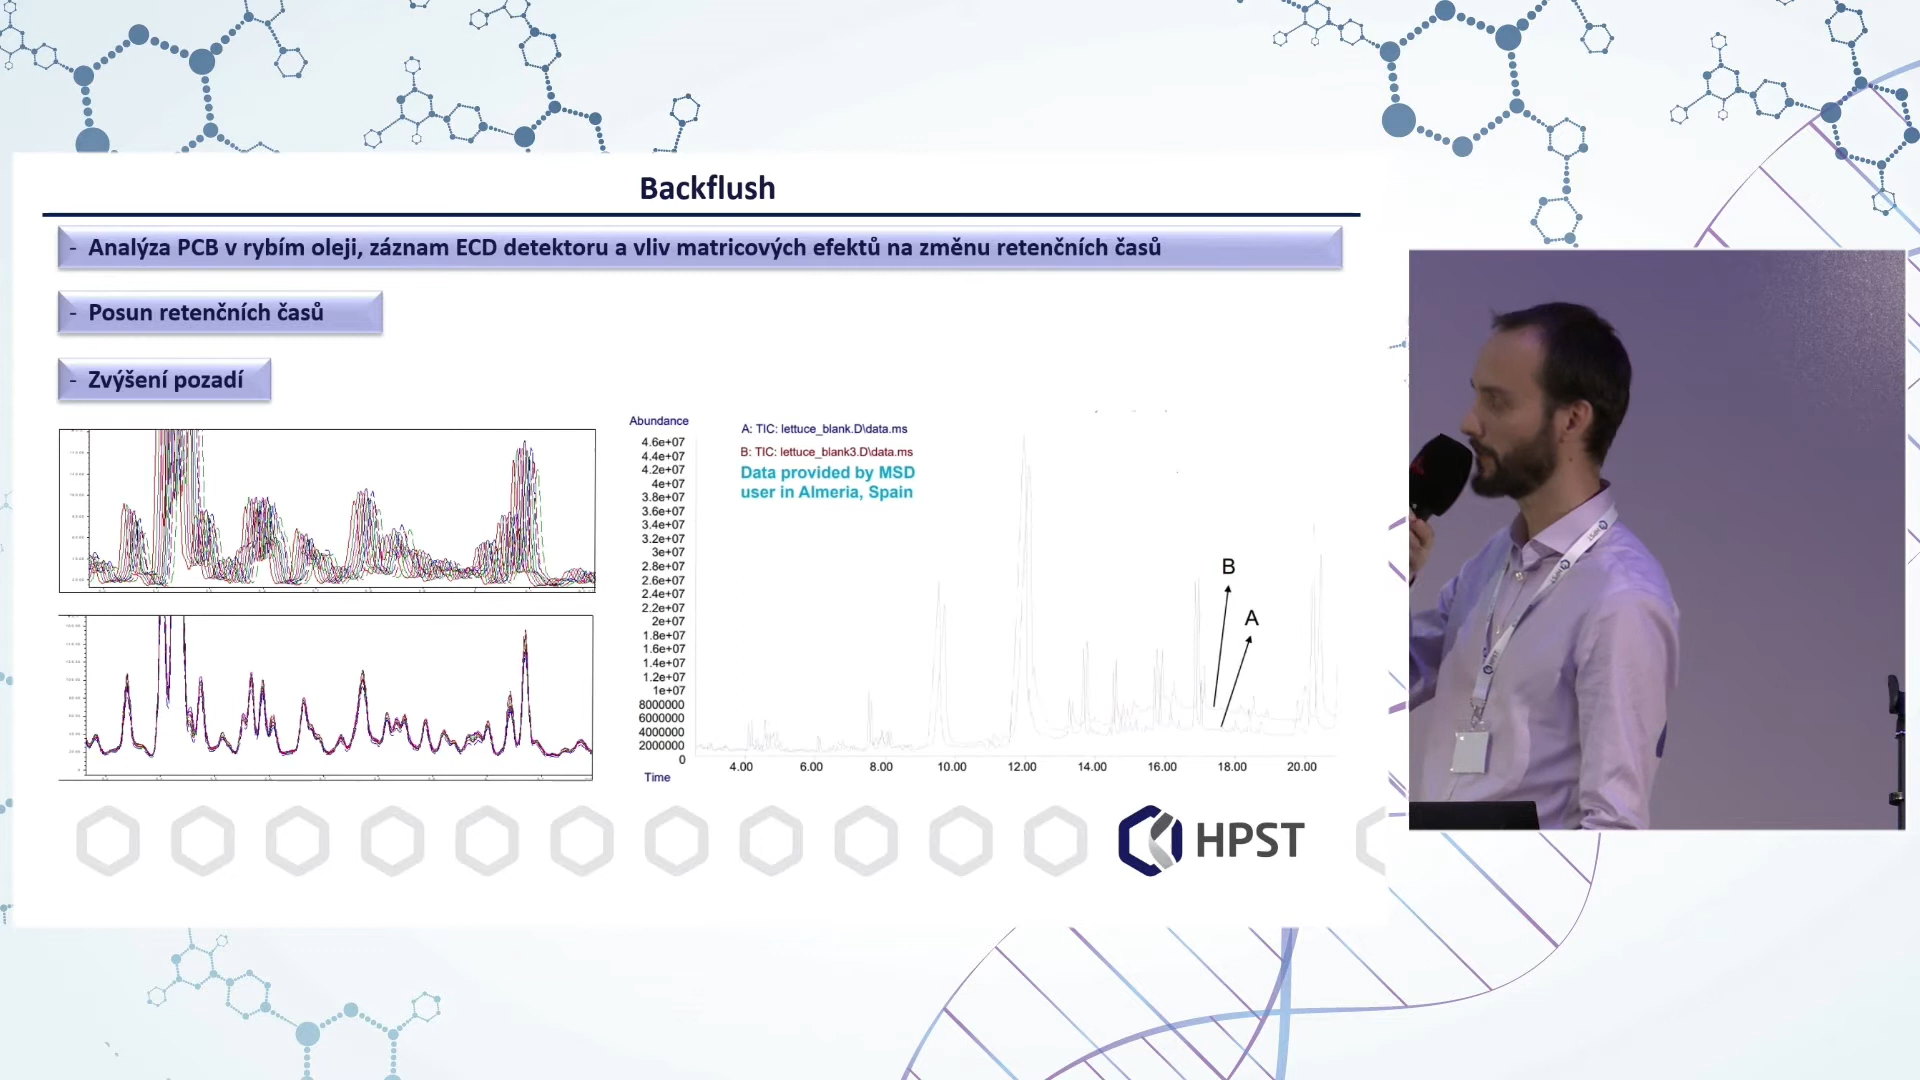 Backflush
- Analýza PCB v rybím oleji, záznam ECD detektoru a vliv matricových efektů na změnu retenčních časů
- Posun retenčních časů
- Zvýšení pozadí
Abundance
A: TIC: lettuce_blank.D\data.ms
B: TIC: lettuce_blank3.D\data.ms
Data provided by MSD
user in Almeria, Spain
4.6e+07
4.4e+07
4.2e+07
4e+07
3.8e+07
3.6e+07
3.4e+07
3.2e+07
3e+07
2.8e+07
2.6e+07
2.4e+07
2.2e+07
2e+07
1.8e+07
1.6e+07
1.4e+07
1.2e+07
1e+07
8000000
6000000
4000000
2000000
0
B
A
4.00 6.00 8.00 10.00 12.00 14.00 16.00 18.00 20.00
Time
HPST